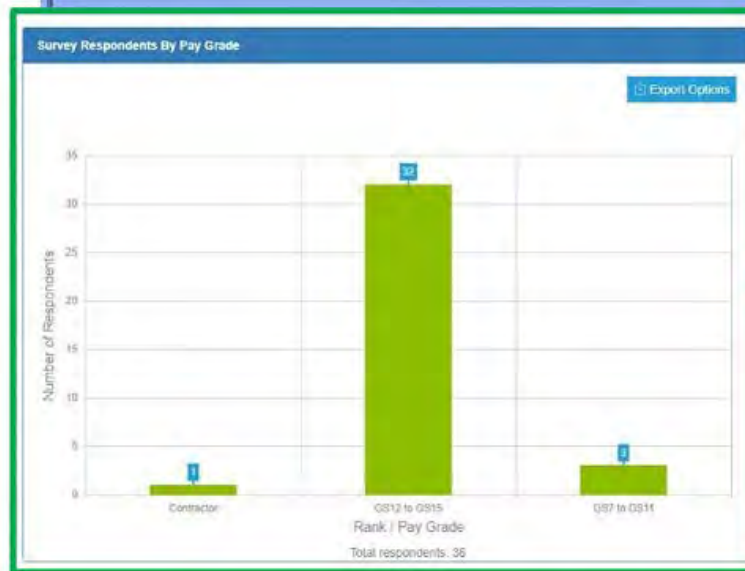 Survey Respondents By Pay Grade
Export Options
35
30
25
20
15
10
5
0
Number of Respondents
1
32
3
Contractor
GS12 to GS15
GS7 to GS11
Rank / Pay Grade
Total respondents: 36